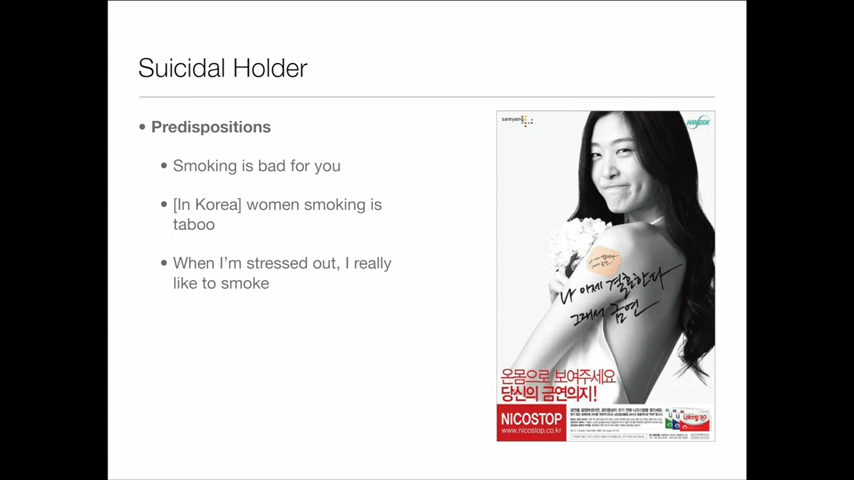 Suicidal Holder
• Predispositions
• Smoking is bad for you
• [In Korea] women smoking is
taboo
• When I'm stressed out, I really
like to smoke
samyang
HANDOK
나 이제 결혼한다
그래서 금연
온몸으로 보여주세요
당신의 금연의지!
NICOSTOP
www.nicostop.co.kr